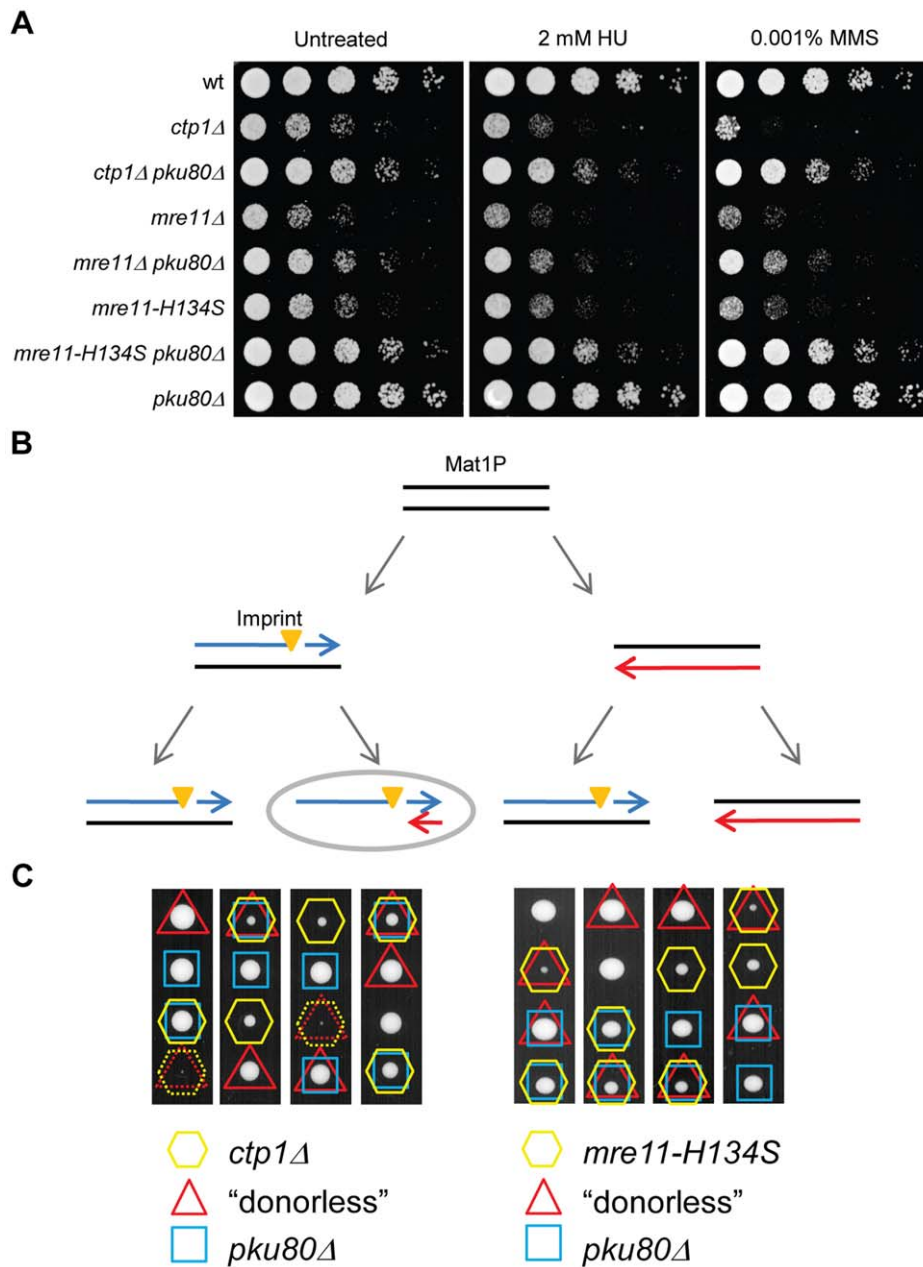 A
Untreated
2 mM HU
0.001% MMS
wt
ctp1Δ
ctp1Δ pku80Δ
mre11Δ
mre11Δ pku80Δ
mre11-H134S
mre11-H134S pku80Δ
pku80Δ
B
Mat1P
Imprint
C
ctp1Δ
mre11-H134S
"donorless"
"donorless"
pku80Δ
pku80Δ